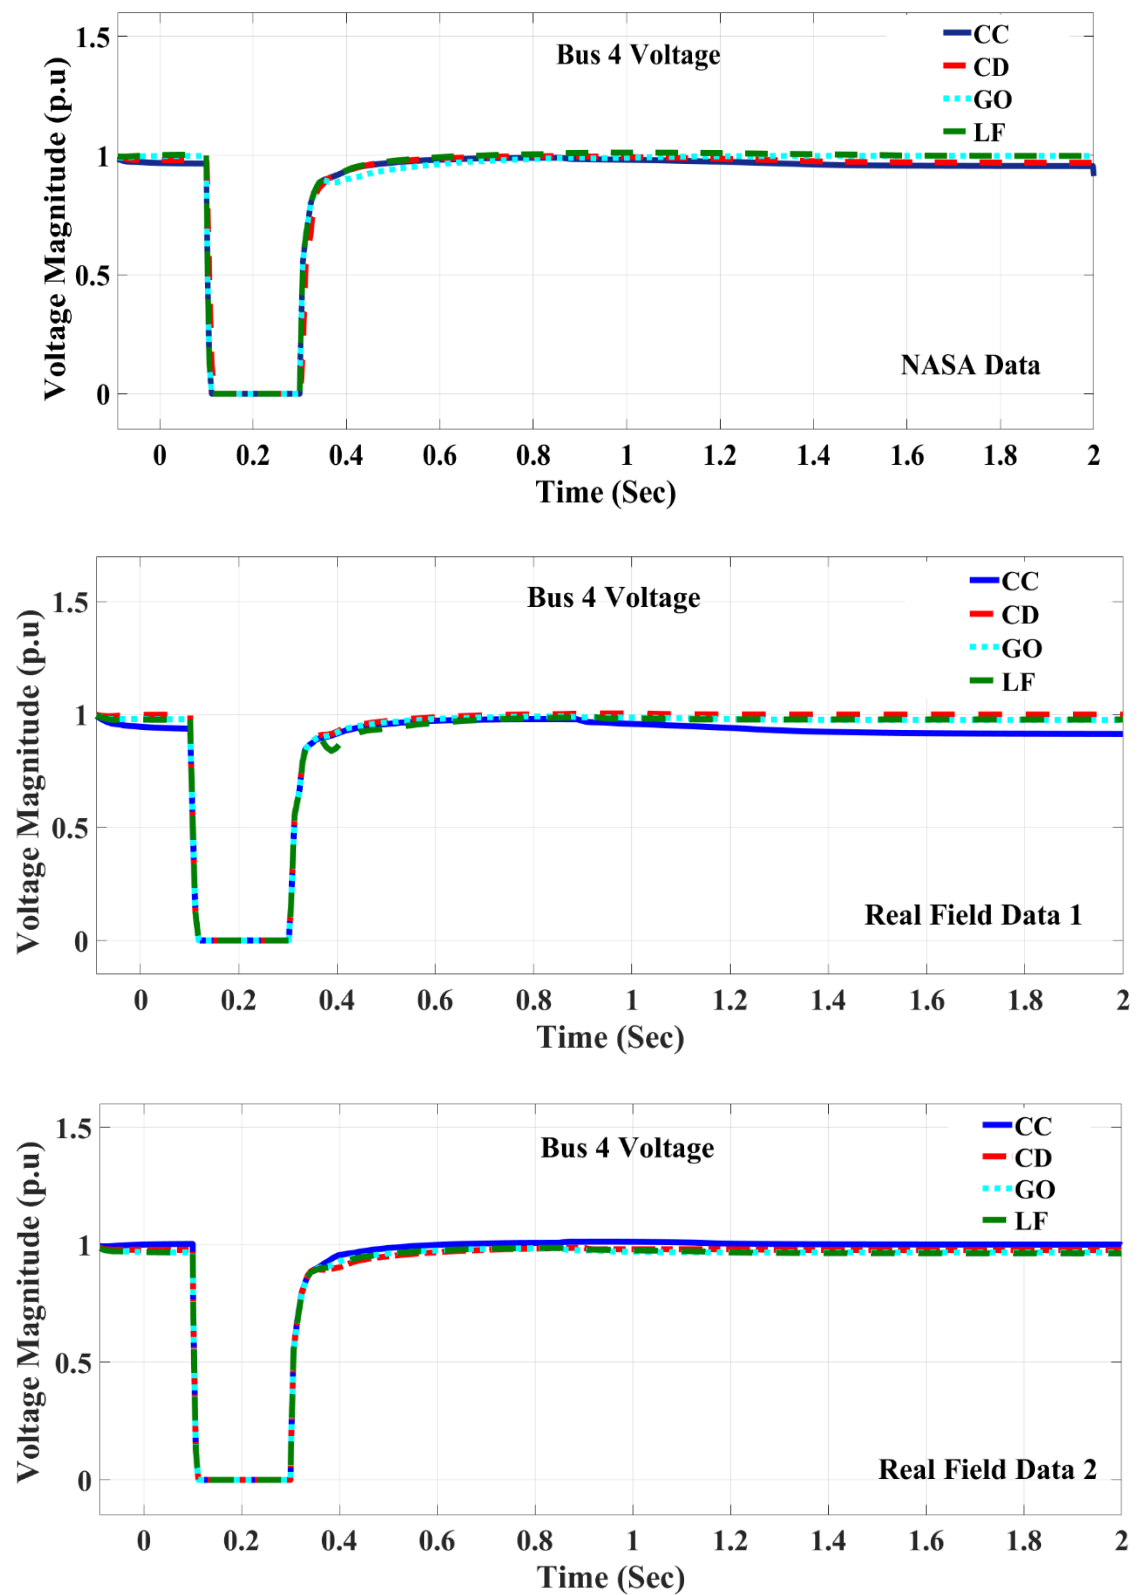 Bus 4 Voltage
CC
CD
GO
LF
1.5
1
0.5
0
Voltage Magnitude (p.u)
NASA Data
0 0.2 0.4 0.6 0.8 1 1.2 1.4 1.6 1.8 2
Time (Sec)
Bus 4 Voltage
CC
CD
GO
LF
1.5
1
0.5
0
Voltage Magnitude (p.u)
Real Field Data 1
0 0.2 0.4 0.6 0.8 1 1.2 1.4 1.6 1.8 2
Time (Sec)
Bus 4 Voltage
CC
CD
GO
LF
1.5
1
0.5
0
Voltage Magnitude (p.u)
Real Field Data 2
0 0.2 0.4 0.6 0.8 1 1.2 1.4 1.6 1.8 2
Time (Sec)